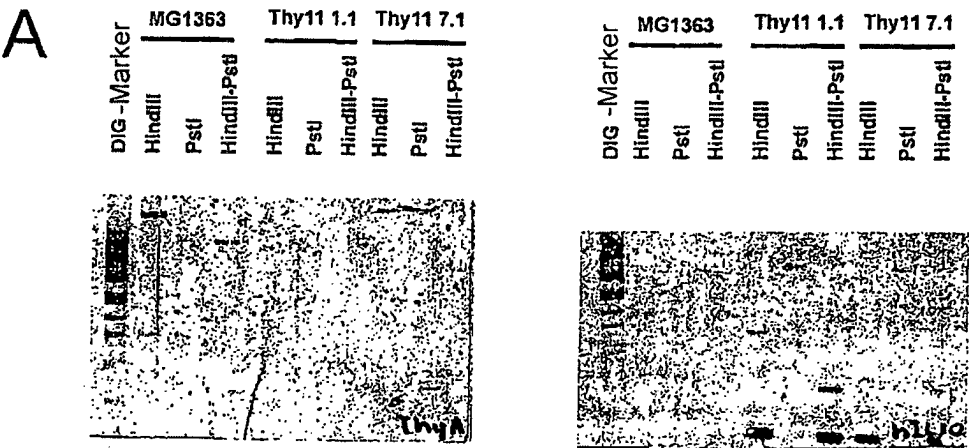 A
MG1363 Thy11 1.1 Thy11 7.1
DIG -Marker HindIII PstI HindIII-PstI HindIII PstI HindIII-PstI HindIII PstI HindIII-PstI
ThyA
MG1363 Thy11 1.1 Thy11 7.1
DIG -Marker HindIII PstI HindIII-PstI HindIII PstI HindIII-PstI HindIII PstI HindIII-PstI
hIL10